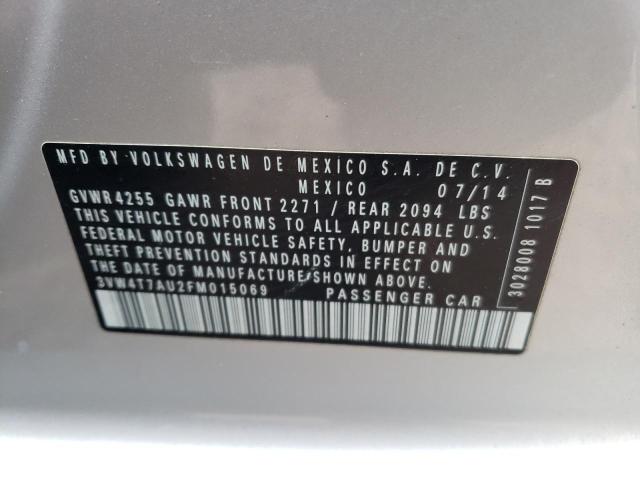 MFD BY VOLKSWAGEN DE MEXICO S.A. DE C.V.
MEXICO 07/14
GVWR4255 GAWR FRONT 2271 / REAR 2094 LBS
THIS VEHICLE CONFORMS TO ALL APPLICABLE U.S.
FEDERAL MOTOR VEHICLE SAFETY, BUMPER AND
THEFT PREVENTION STANDARDS IN EFFECT ON
THE DATE OF MANUFACTURE SHOWN ABOVE.
3VW4T7AU2FM015069 PASSENGER CAR
3028008 1017 B